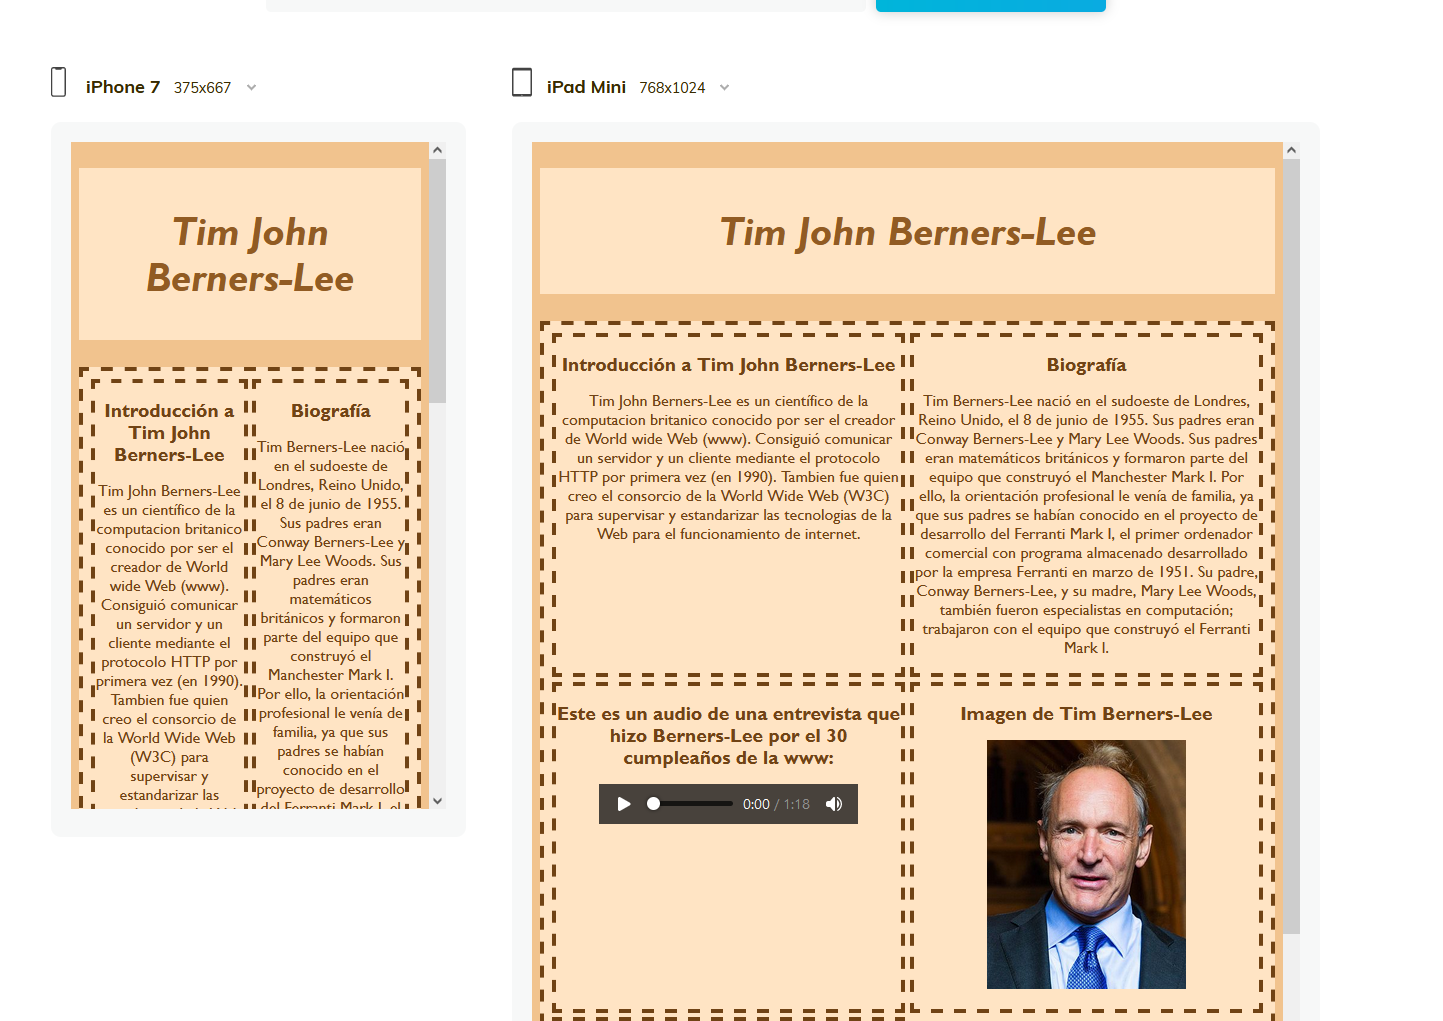 iPhone 7 375x667
Tim John
Berners-Lee
Introducción a
Tim John
Berners-Lee
Tim John Berners-Lee
es un científico de la
computacion britanico
conocido por ser el
creador de World
wide Web (www).
Consiguió comunicar
un servidor y un
cliente mediante el
protocolo HTTP por
primera vez (en 1990).
Tambien fue quien
creo el consorcio de
la World Wide Web
(W3C) para
supervisar y
estandarizar las
Biografía
Tim Berners-Lee nació
en el sudoeste de
Londres, Reino Unido,
el 8 de junio de 1955.
Sus padres eran
Conway Berners-Lee y
Mary Lee Woods. Sus
padres eran
matemáticos
británicos y formaron
parte del equipo que
construyó el
Manchester Mark I.
Por ello, la orientación
profesional le venía de
familia, ya que sus
padres se habían
conocido en el
proyecto de desarrollo
del Ferranti Mark I, el
iPad Mini 768x1024
Tim John Berners-Lee
Introducción a Tim John Berners-Lee
Tim John Berners-Lee es un científico de la
computacion britanico conocido por ser el creador
de World wide Web (www). Consiguió comunicar
un servidor y un cliente mediante el protocolo
HTTP por primera vez (en 1990). Tambien fue quien
creo el consorcio de la World Wide Web (W3C)
para supervisar y estandarizar las tecnologias de la
Web para el funcionamiento de internet.
Biografía
Tim Berners-Lee nació en el sudoeste de Londres,
Reino Unido, el 8 de junio de 1955. Sus padres eran
Conway Berners-Lee y Mary Lee Woods. Sus padres
eran matemáticos británicos y formaron parte del
equipo que construyó el Manchester Mark I. Por
ello, la orientación profesional le venía de familia, ya
que sus padres se habían conocido en el proyecto de
desarrollo del Ferranti Mark I, el primer ordenador
comercial con programa almacenado desarrollado
por la empresa Ferranti en marzo de 1951. Su padre,
Conway Berners-Lee, y su madre, Mary Lee Woods,
también fueron especialistas en computación;
trabajaron con el equipo que construyó el Ferranti
Mark I.
Este es un audio de una entrevista que
hizo Berners-Lee por el 30
cumpleaños de la www:
0:00 / 1:18
Imagen de Tim Berners-Lee